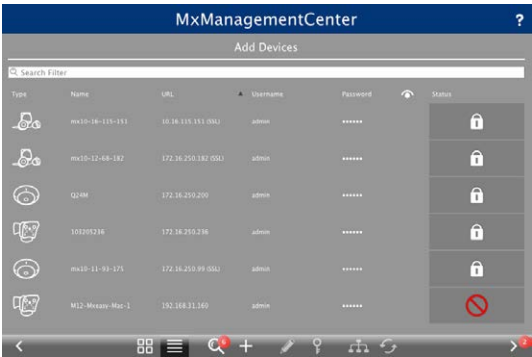 MxManagementCenter ?
Add Devices
Search Filter
Type Name URL Username Password Status
mx10-16-115-151 10.16.115.151 (SSL) admin ••••••
mx10-12-68-182 172.16.250.182 (SSL) admin ••••••
Q24M 172.16.250.200 admin ••••••
103205236 172.16.250.236 admin ••••••
mx10-11-93-175 172.16.250.99 (SSL) admin ••••••
M12-Mxeasy-Mac-1 192.168.31.160 admin ••••••
6 2